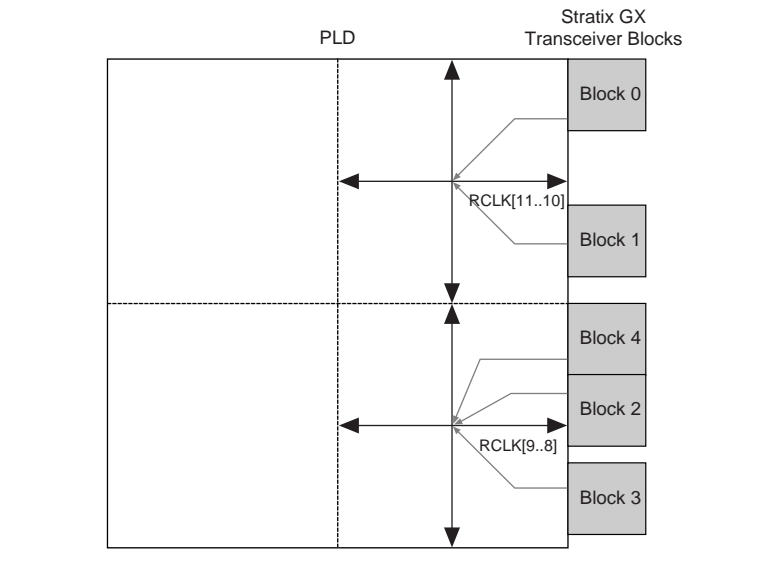 Stratix GX
PLD
Transceiver Blocks
Block 0
RCLK[11..10]
Block 1
Block 4
Block 2
RCLK[9..8]
Block 3